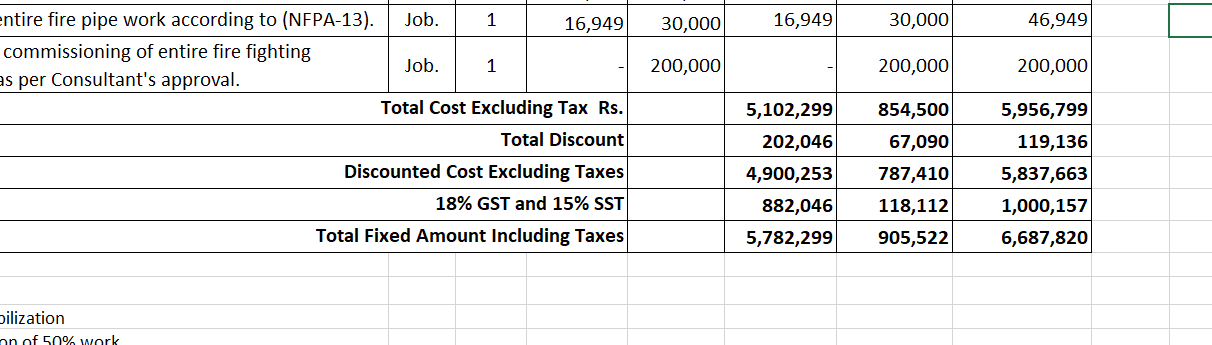 entire fire pipe work according to (NFPA-13). Job. 1 16,949 30,000 16,949 30,000 46,949
commissioning of entire fire fighting
as per Consultant's approval. Job. 1 - 200,000 - 200,000 200,000
Total Cost Excluding Tax Rs. 5,102,299 854,500 5,956,799
Total Discount 202,046 67,090 119,136
Discounted Cost Excluding Taxes 4,900,253 787,410 5,837,663
18% GST and 15% SST 882,046 118,112 1,000,157
Total Fixed Amount Including Taxes 5,782,299 905,522 6,687,820
bilization
on of 50% work